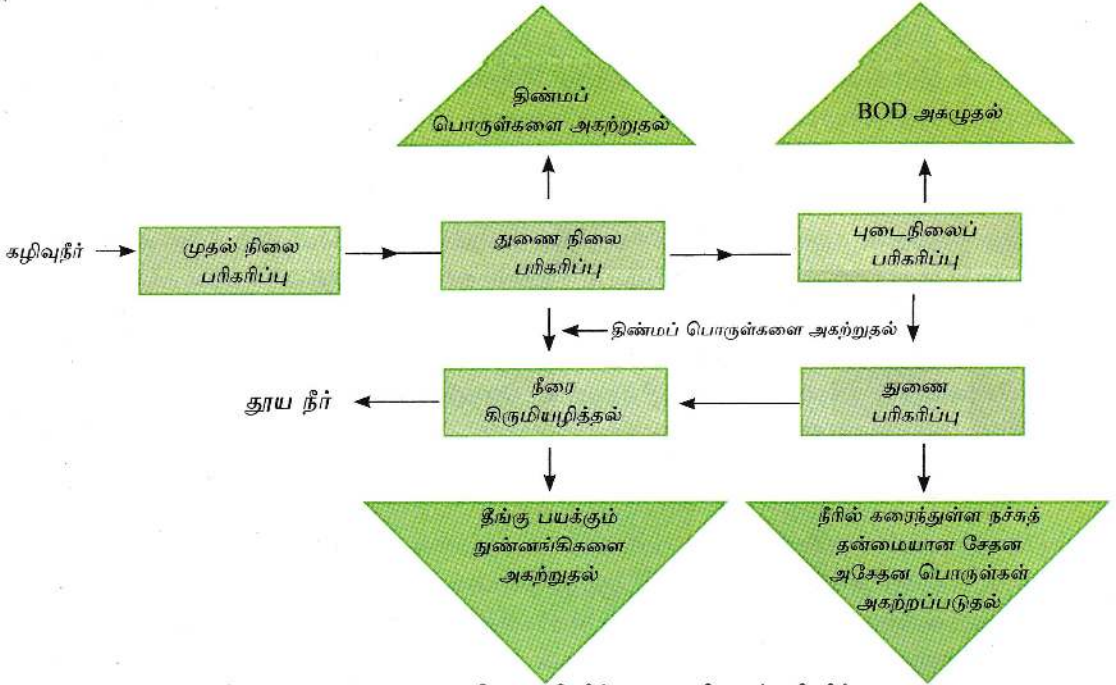 திண்மப்
பொருள்களை அகற்றுதல்
BOD அகழுதல்
கழிவுநீர்
முதல் நிலை
பரிகரிப்பு
துணை நிலை
பரிகரிப்பு
புடைநிலைப்
பரிகரிப்பு
திண்மப் பொருள்களை அகற்றுதல்
தூய நீர்
நீரை
கிருமியழித்தல்
துணை
பரிகரிப்பு
தீங்கு பயக்கும்
நுண்ணங்கிகளை
அகற்றுதல்
நீரில் கரைந்துள்ள நச்சுத்
தன்மையான சேதன
அசேதன பொருள்கள்
அகற்றப்படுதல்